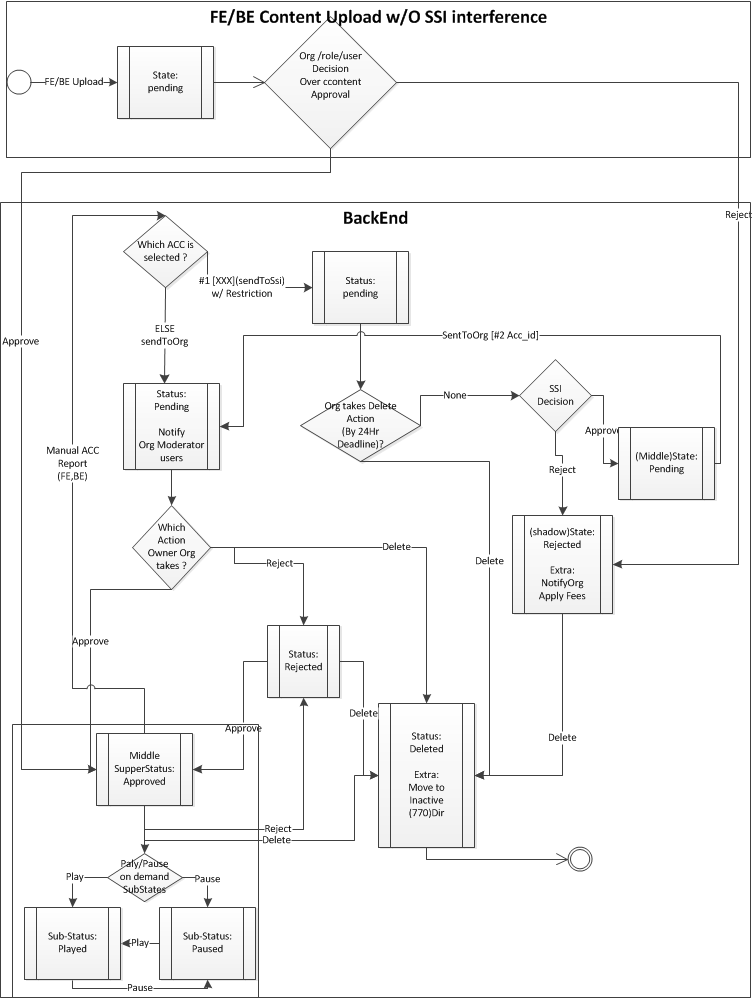 FE/BE Content Upload w/O SSI interference
Org /role/user
Decision
Over ccontent
Approval
FE/BE Upload
State:
pending
Reject
BackEnd
Which ACC is
selected ?
#1 [XXX](sendToSsi)
w/ Restriction
Status:
pending
ELSE
sendToOrg
SentToOrg [#2 Acc_id]
Approve
Status:
Pending
Notify
Org Moderator
users
Org takes Delete
Action
(By 24Hr
Deadline)?
None
SSI
Decision
Approve
(Middle)State:
Pending
Reject
Manual ACC
Report
(FE,BE)
Which
Action
Owner Org
takes ?
Delete
Reject
Delete
(shadow)State:
Rejected
Extra:
NotifyOrg
Apply Fees
Approve
Status:
Rejected
Delete
Approve
Delete
Middle
SupperStatus:
Approved
Status:
Deleted
Extra:
Move to
Inactive
(770)Dir
Reject
Delete
Paly/Pause
on demand
SubStates
Play
Pause
Sub-Status:
Played
Play
Sub-Status:
Paused
Pause